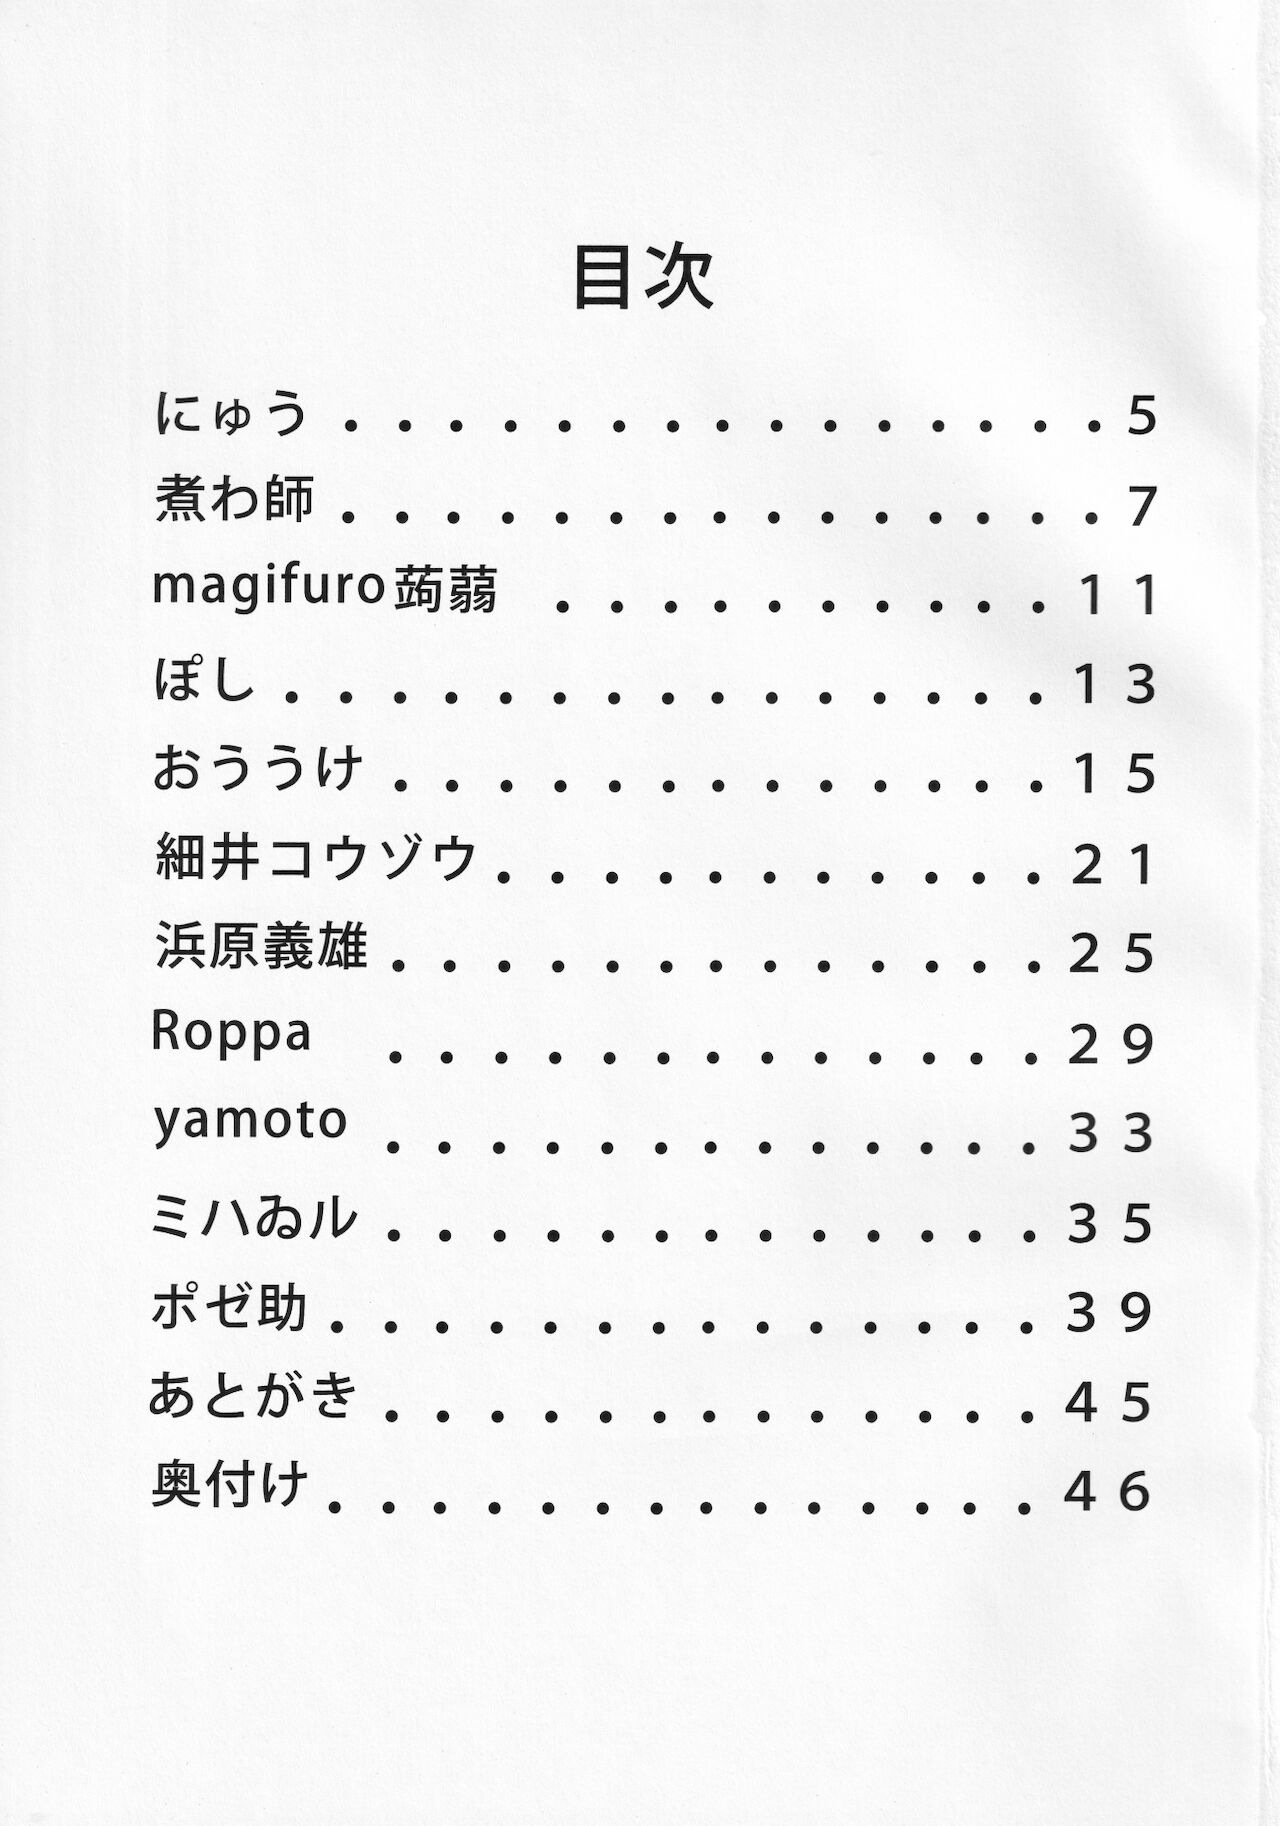 目次
にゅう・・・・・・・・・・・・・・・5
煮わ師・・・・・・・・・・・・・・・7
magifuro蒟蒻・・・・・・・・・・11
ぽし・・・・・・・・・・・・・・・13
おううけ・・・・・・・・・・・・・15
細井コウゾウ・・・・・・・・・・・21
浜原義雄・・・・・・・・・・・・・25
Roppa・・・・・・・・・・・・・29
yamoto・・・・・・・・・・・・・33
ミハゐル・・・・・・・・・・・・・35
ポゼ助・・・・・・・・・・・・・・39
あとがき・・・・・・・・・・・・・45
奥付け・・・・・・・・・・・・・・46